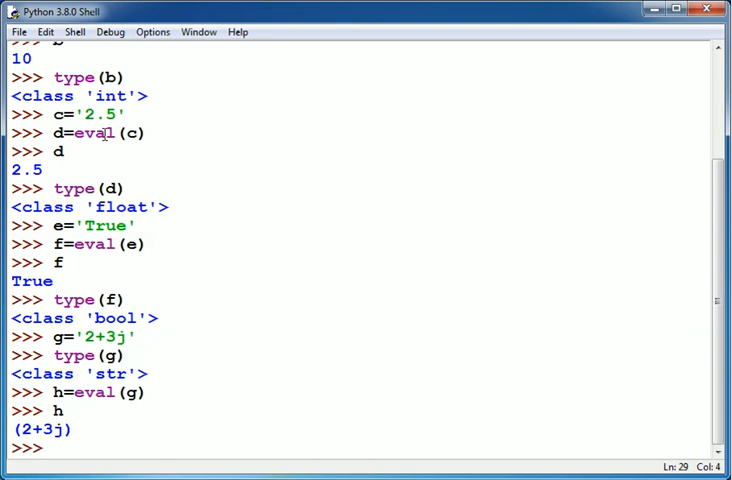 Python 3.8.0 Shell
File Edit Shell Debug Options Window Help
10
>>> type(b)
<class 'int'>
>>> c='2.5'
>>> d=eval(c)
>>> d
2.5
>>> type(d)
<class 'float'>
>>> e='True'
>>> f=eval(e)
>>> f
True
>>> type(f)
<class 'bool'>
>>> g='2+3j'
>>> type(g)
<class 'str'>
>>> h=eval(g)
>>> h
(2+3j)
>>>
Ln: 29 Col: 4